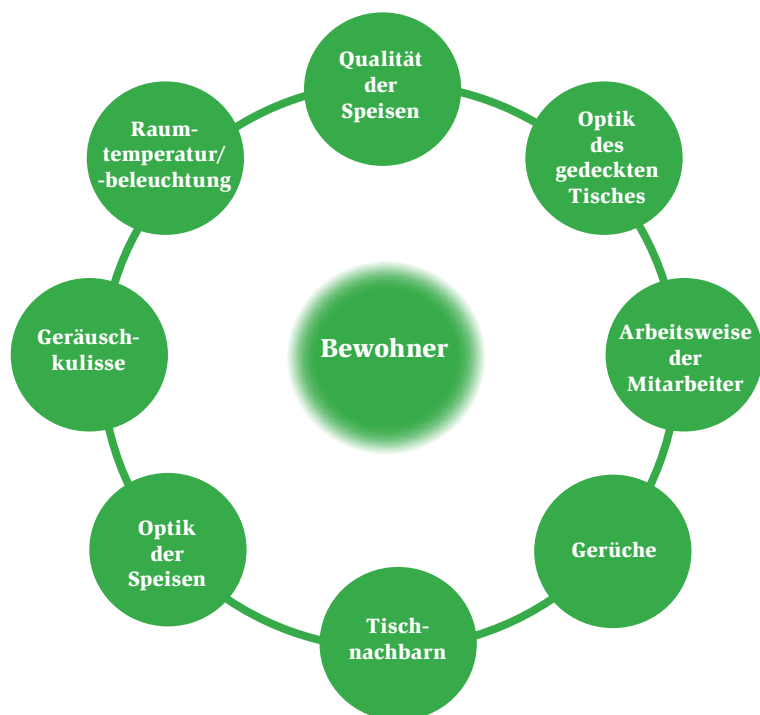 Qualität
der
Speisen
Optik
des
gedeckten
Tisches
Arbeitsweise
der
Mitarbeiter
Gerüche
Tisch-
nachbarn
Optik
der
Speisen
Geräusch-
kulisse
Raum-
temperatur/
-beleuchtung
Bewohner